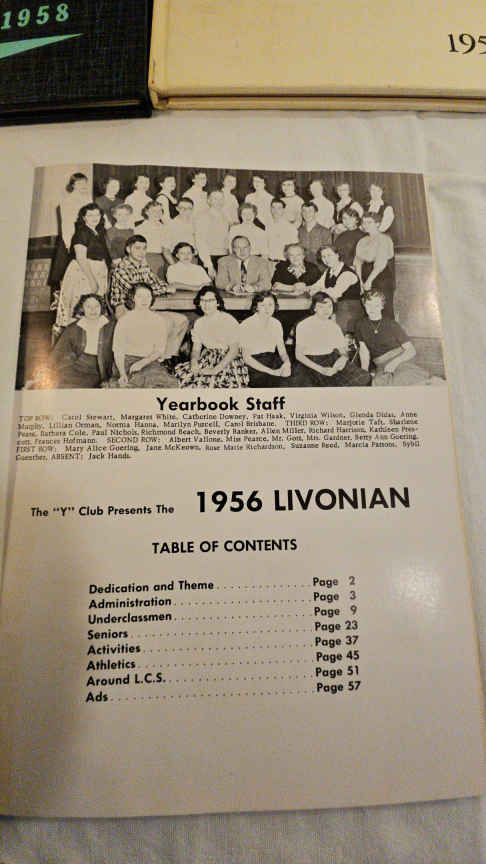 1958
195
Yearbook Staff
TOP ROW: Carol Stewart, Margaret White, Catherine Downey, Pat Haak, Virginia Wilson, Glenda Didas, Anne
Murphy, Lillian Orman, Norma Hanna, Marilyn Purcell, Carol Brisbane. THIRD ROW: Marjorie Taft, Sharlene
Pease, Barbara Cole, Paul Nichols, Richmond Beach, Beverly Banker, Allen Miller, Richard Harrison, Kathleen Pres-
cott, Frances Hofmann. SECOND ROW: Albert Vallone, Miss Pearce, Mr. Gott, Mrs. Gardner, Betty Ann Goering.
FIRST ROW: Mary Alice Goering, Jane McKeown, Rose Marie Richardson, Suzanne Reed, Marcia Parsons, Sybil
Guenther, ABSENT: Jack Hands.
The "Y" Club Presents The 1956 LIVONIAN
TABLE OF CONTENTS
Dedication and Theme.............Page 2
Administration....................Page 3
Underclassmen....................Page 9
Seniors..........................Page 23
Activities........................Page 37
Athletics.........................Page 45
Around L.C.S.....................Page 51
Ads.............................Page 57